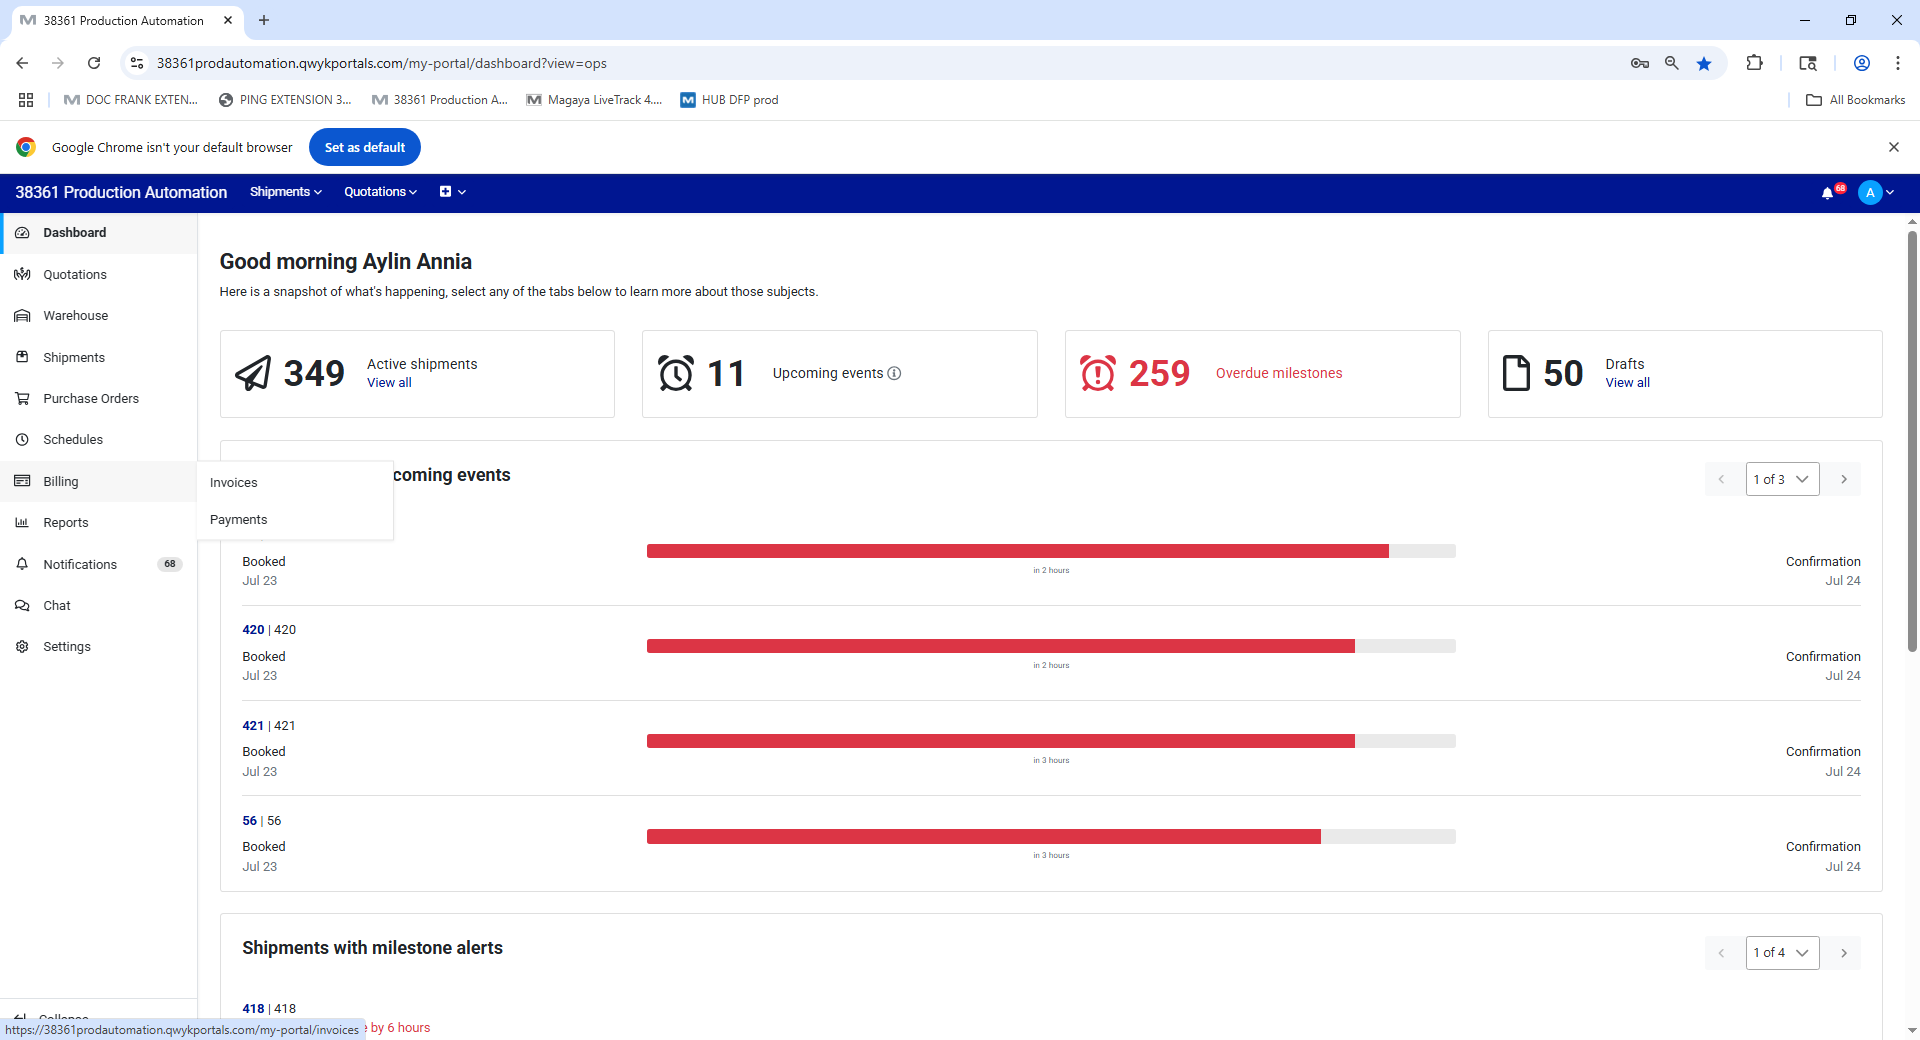 38361 Production Automation
38361prodautomation.qwykportals.com/my-portal/dashboard?view=ops
DOC FRANK EXTEN...
PING EXTENSION 3...
38361 Production A...
Magaya LiveTrack 4....
HUB DFP prod
All Bookmarks
Google Chrome isn't your default browser
Set as default
38361 Production Automation
Shipments
Quotations
68
A
Dashboard
Quotations
Warehouse
Shipments
Purchase Orders
Schedules
Billing
Reports
Notifications 68
Chat
Settings
Invoices
Payments
Good morning Aylin Annia
Here is a snapshot of what's happening, select any of the tabs below to learn more about those subjects.
349 Active shipments
View all
11 Upcoming events
259 Overdue milestones
50 Drafts
View all
coming events
1 of 3
Booked
Jul 23
in 2 hours
Confirmation
Jul 24
420 | 420
Booked
Jul 23
in 2 hours
Confirmation
Jul 24
421 | 421
Booked
Jul 23
in 3 hours
Confirmation
Jul 24
56 | 56
Booked
Jul 23
in 3 hours
Confirmation
Jul 24
Shipments with milestone alerts
1 of 4
418 | 418
by 6 hours
Collapse
https://38361prodautomation.qwykportals.com/my-portal/invoices